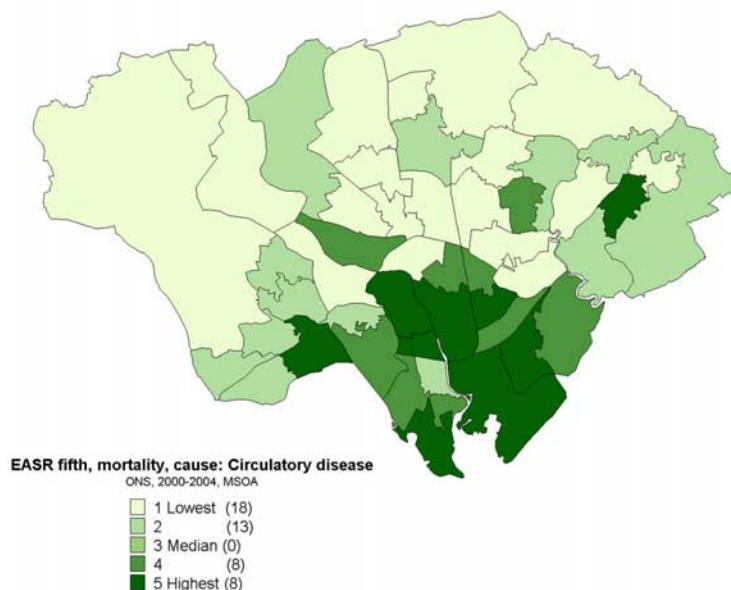 EASR fifth, mortality, cause: Circulatory disease
ONS, 2000-2004, MSOA
1 Lowest (18)
2 (13)
3 Median (0)
4 (8)
5 Highest (8)